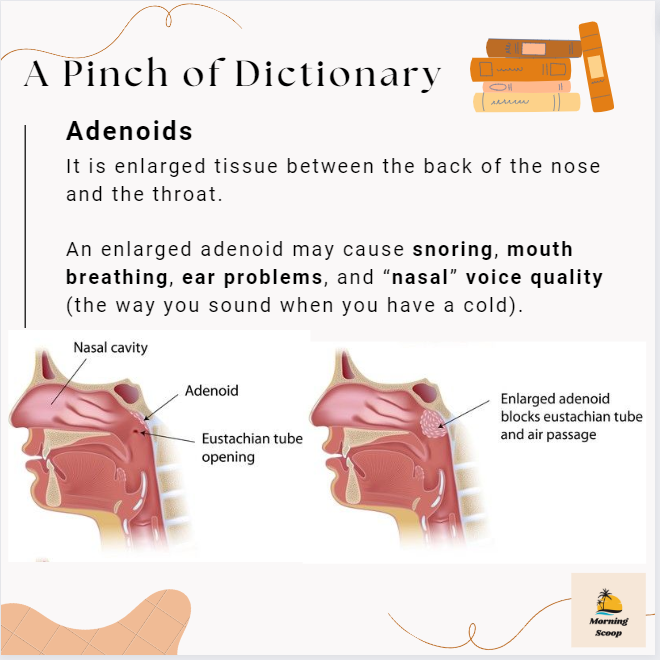 A Pinch of Dictionary
Adenoids
It is enlarged tissue between the back of the nose
and the throat.
An enlarged adenoid may cause snoring, mouth
breathing, ear problems, and “nasal” voice quality
(the way you sound when you have a cold).
Nasal cavity
Adenoid
Eustachian tube
opening
Enlarged adenoid
blocks eustachian tube
and air passage
Morning
Scoop